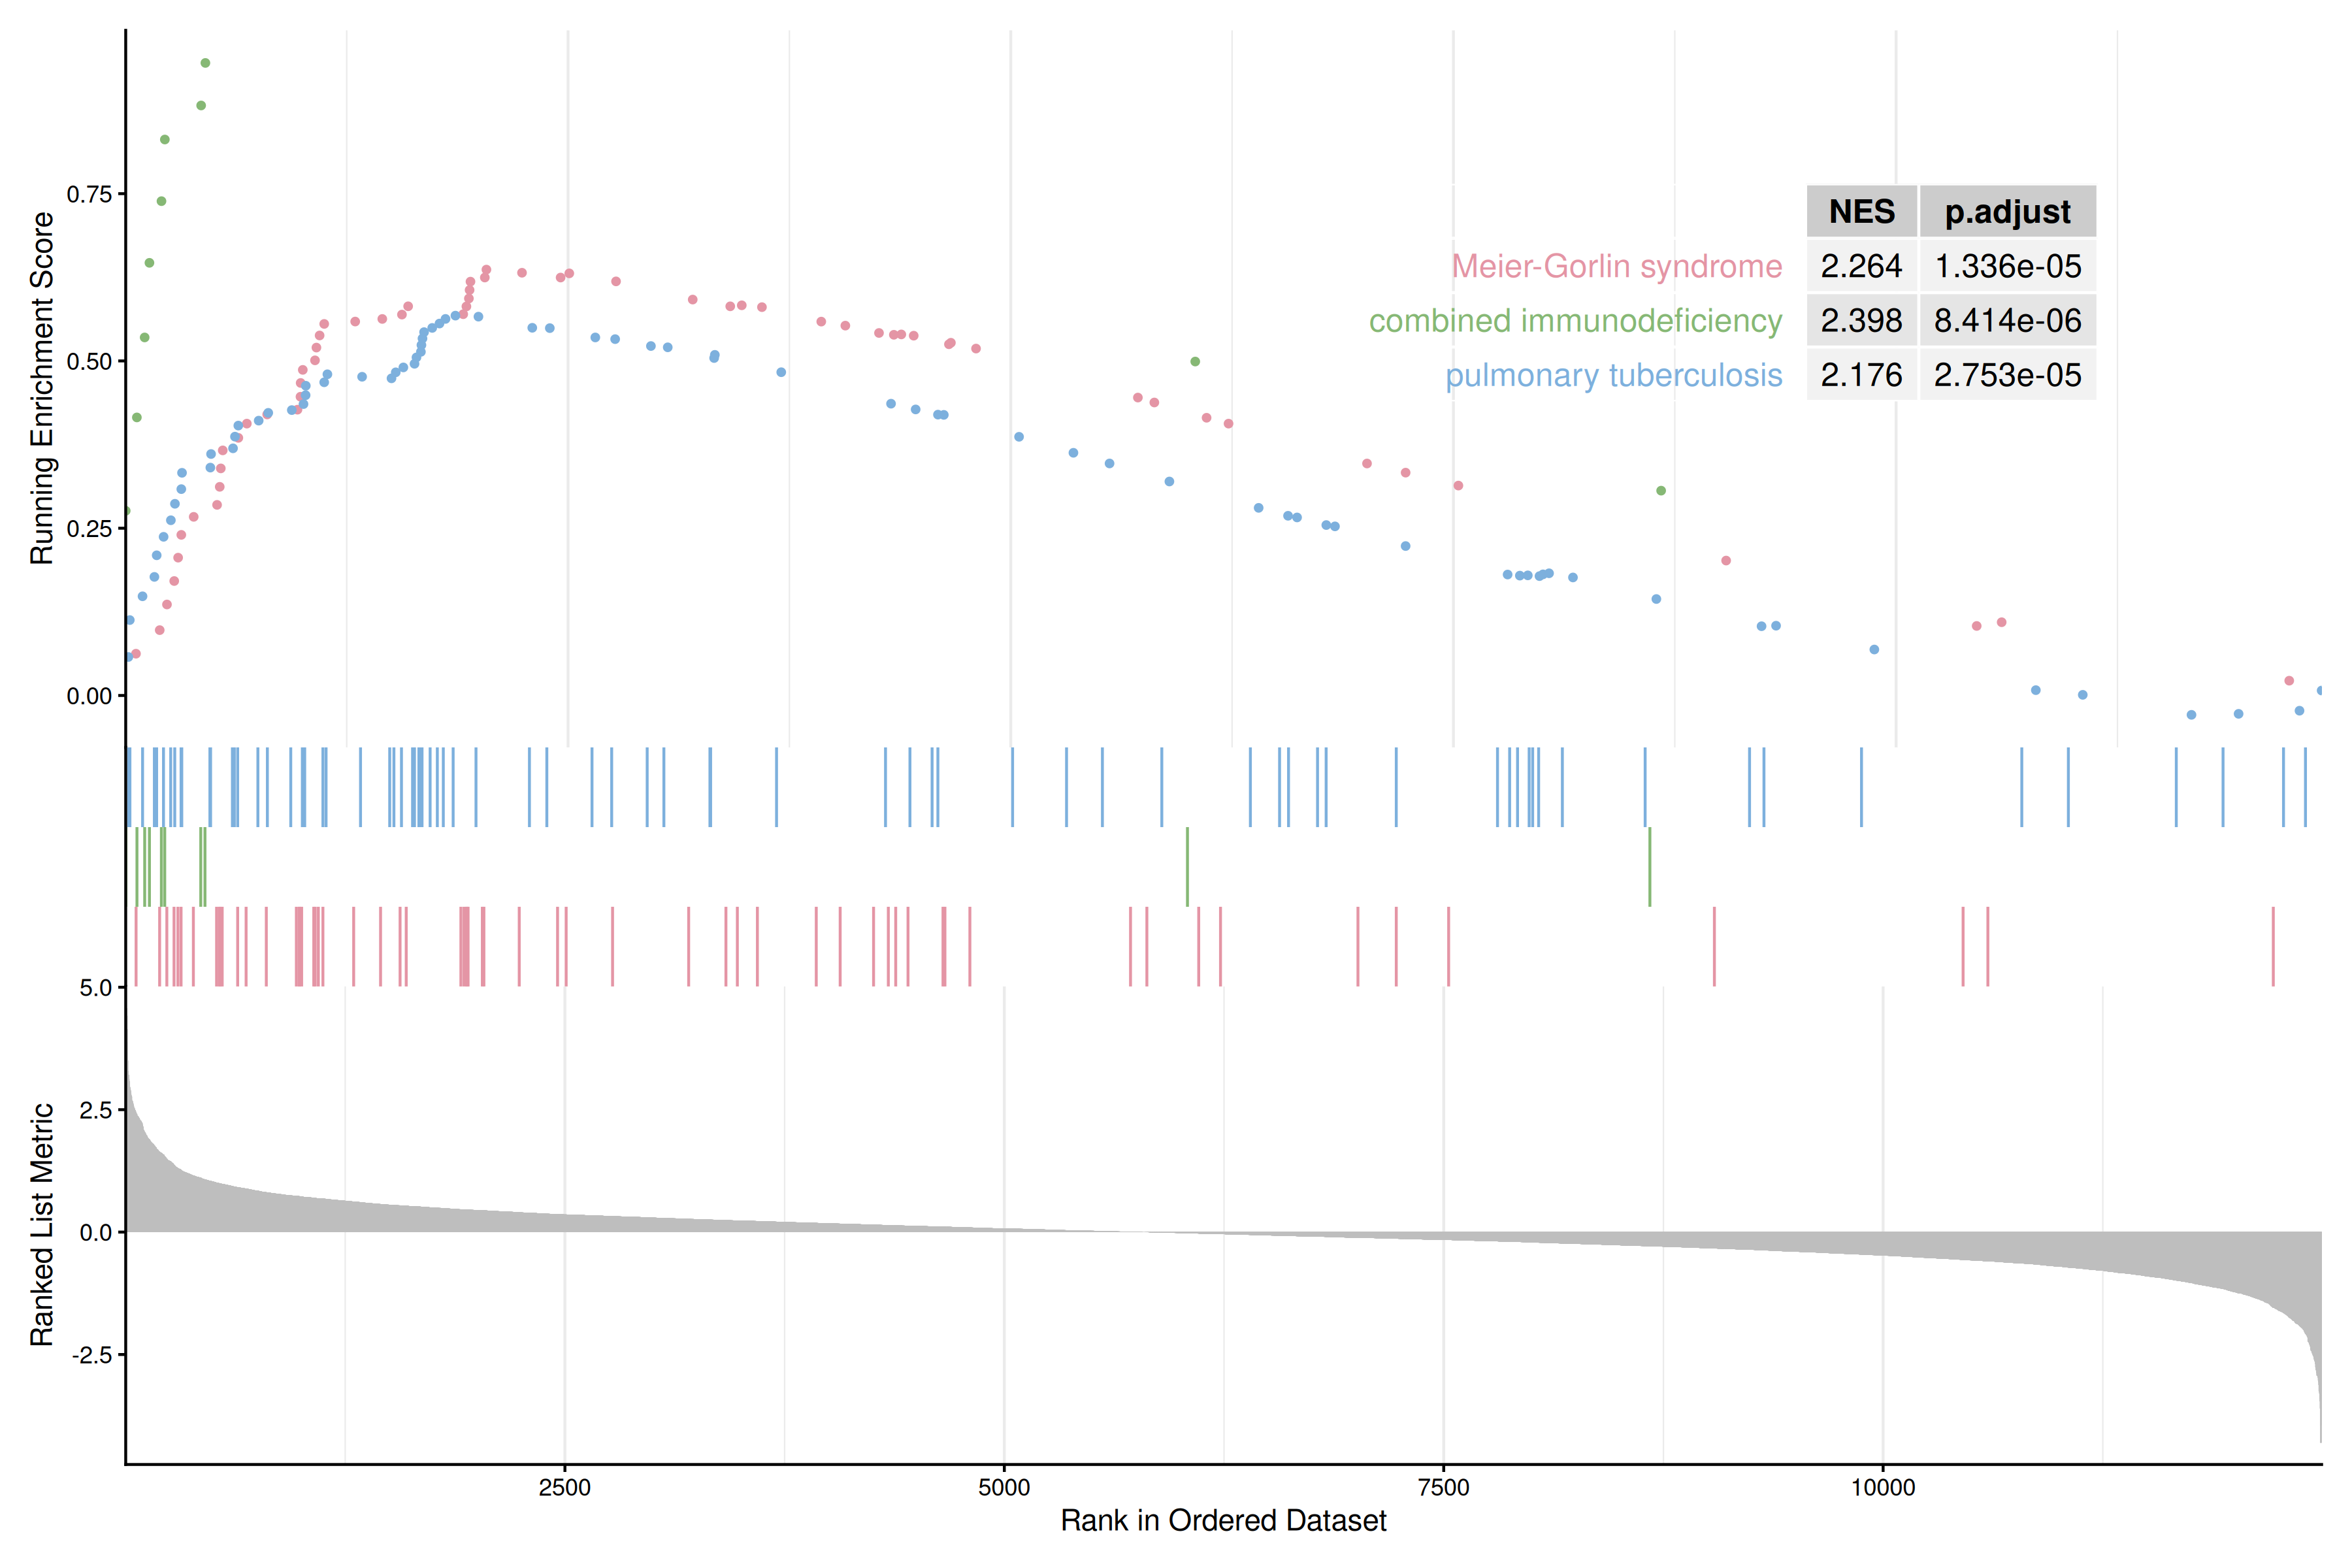 Running Enrichment Score
0.75
0.50
0.25
0.00
NES p.adjust
Meier-Gorlin syndrome 2.264 1.336e-05
combined immunodeficiency 2.398 8.414e-06
pulmonary tuberculosis 2.176 2.753e-05
Ranked List Metric
5.0
2.5
0.0
-2.5
2500 5000 7500 10000
Rank in Ordered Dataset